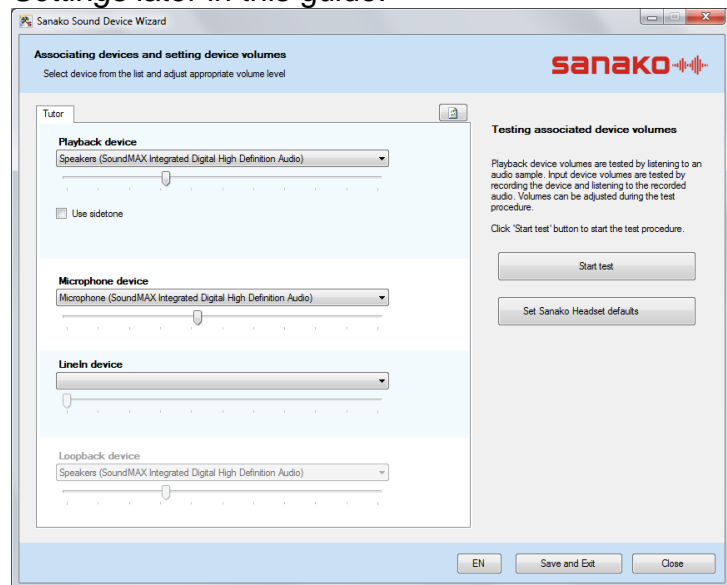 Settings later in this guide.
Sanako Sound Device Wizard
Associating devices and setting device volumes
Select device from the list and adjust appropriate volume level
sanako
Tutor
Playback device
Speakers (SoundMAX Integrated Digital High Definition Audio)
Use sidetone
Microphone device
Microphone (SoundMAX Integrated Digital High Definition Audio)
LineIn device
Loopback device
Speakers (SoundMAX Integrated Digital High Definition Audio)
Testing associated device volumes
Playback device volumes are tested by listening to an
audio sample. Input device volumes are tested by
recording the device and listening to the recorded
audio. Volumes can be adjusted during the test
procedure.
Click 'Start test' button to start the test procedure.
Start test
Set Sanako Headset defaults
EN
Save and Exit
Close